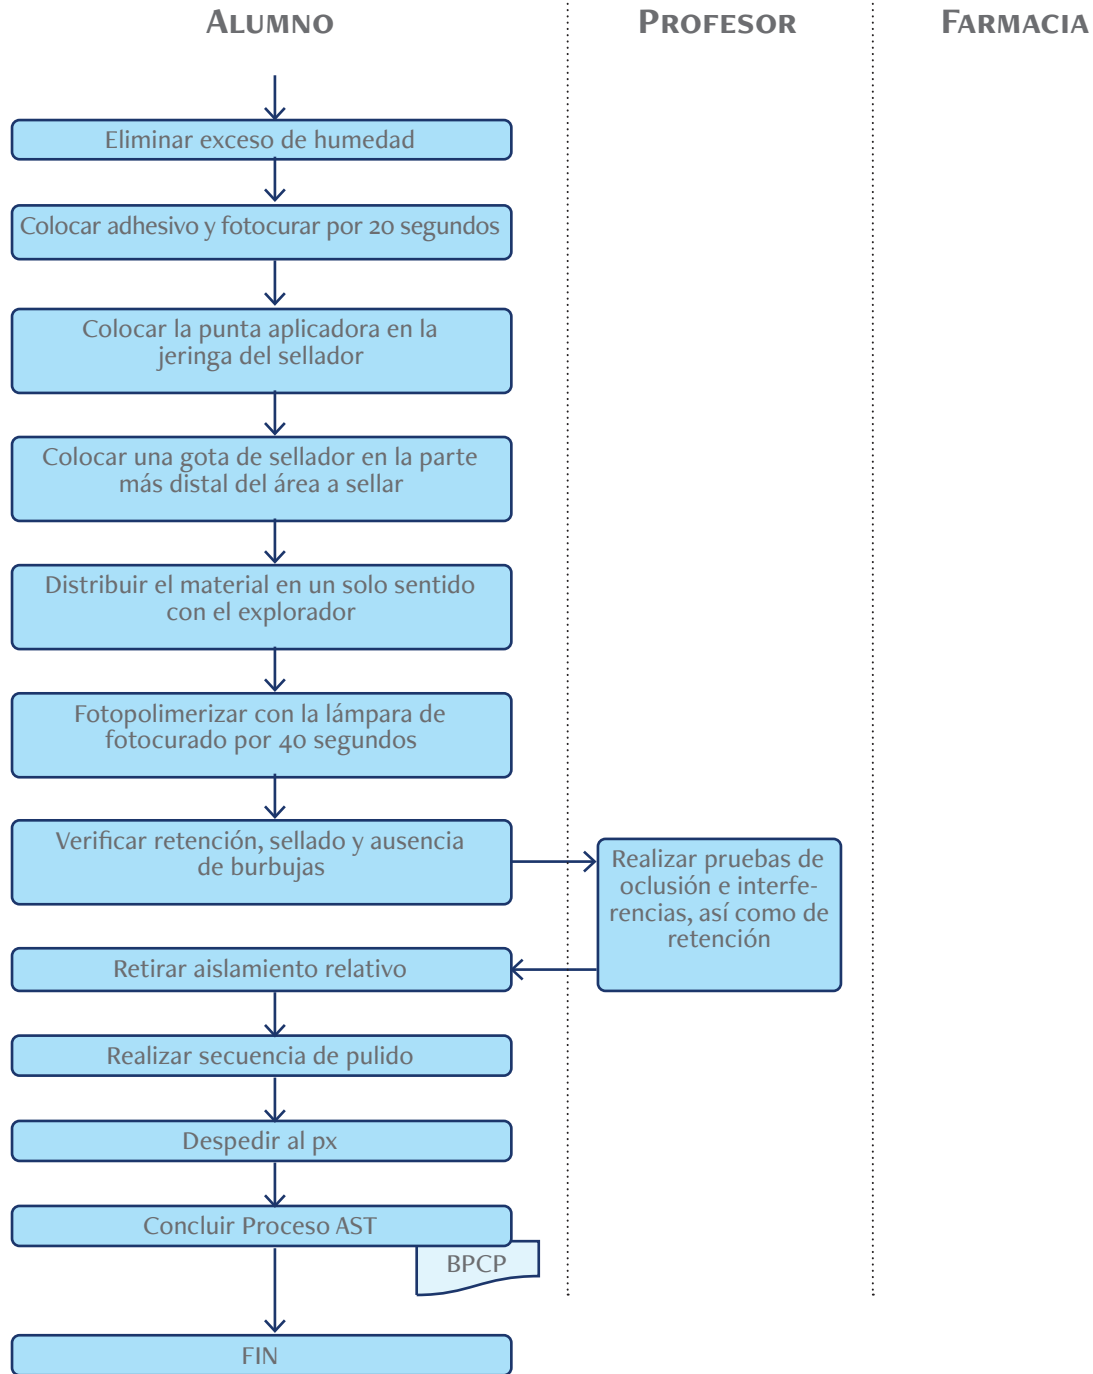 Alumno
Profesor
Farmacia
Eliminar exceso de humedad
Colocar adhesivo y fotocurar por 20 segundos
Colocar la punta aplicadora en la
jeringa del sellador
Colocar una gota de sellador en la parte
más distal del área a sellar
Distribuir el material en un solo sentido
con el explorador
Fotopolimerizar con la lámpara de
fotocurado por 40 segundos
Verificar retención, sellado y ausencia
de burbujas
Realizar pruebas de
oclusión e interfe-
rencias, así como de
retención
Retirar aislamiento relativo
Realizar secuencia de pulido
Despedir al px
Concluir Proceso AST
BPCP
FIN